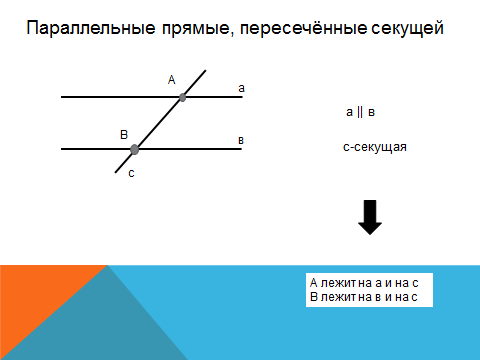 Параллельные прямые, пересечённые секущей
А
а
а || в
В
в
с-секущая
с
А лежит на а и на с
В лежит на в и на с